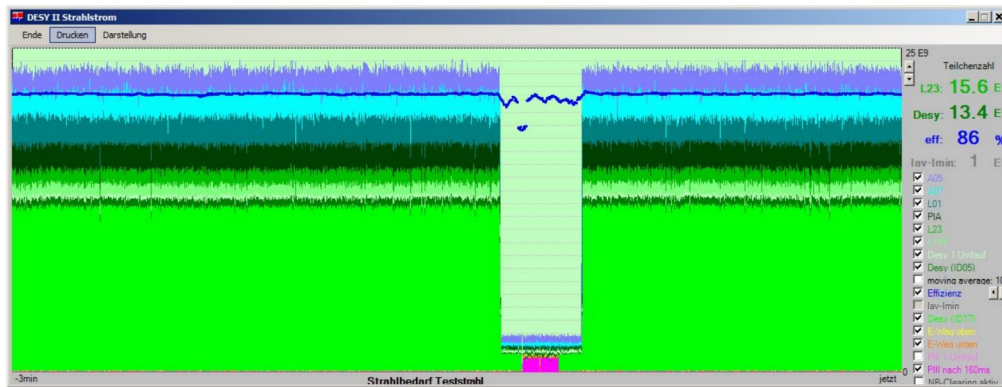 DESY II Strahlstrom
Ende Drucken Darstellung
25 E9
Teilchenzahl
L23: 15.6 E
Desy: 13.4 E
eff: 86 %
Iav-Imin: 1 E
A05
L01
PIA
L23
Desy 1.Umlauf
Desy (ID05)
moving average: 10
Effizienz
Iav-Imin
Desy (ID17)
E-Weg oben
E-Weg unten
PIII 1.Umlauf
PIII nach 160ms
NB-Clearing aktiv
0
-3min
Strahlbedarf Teststrahl
jetzt